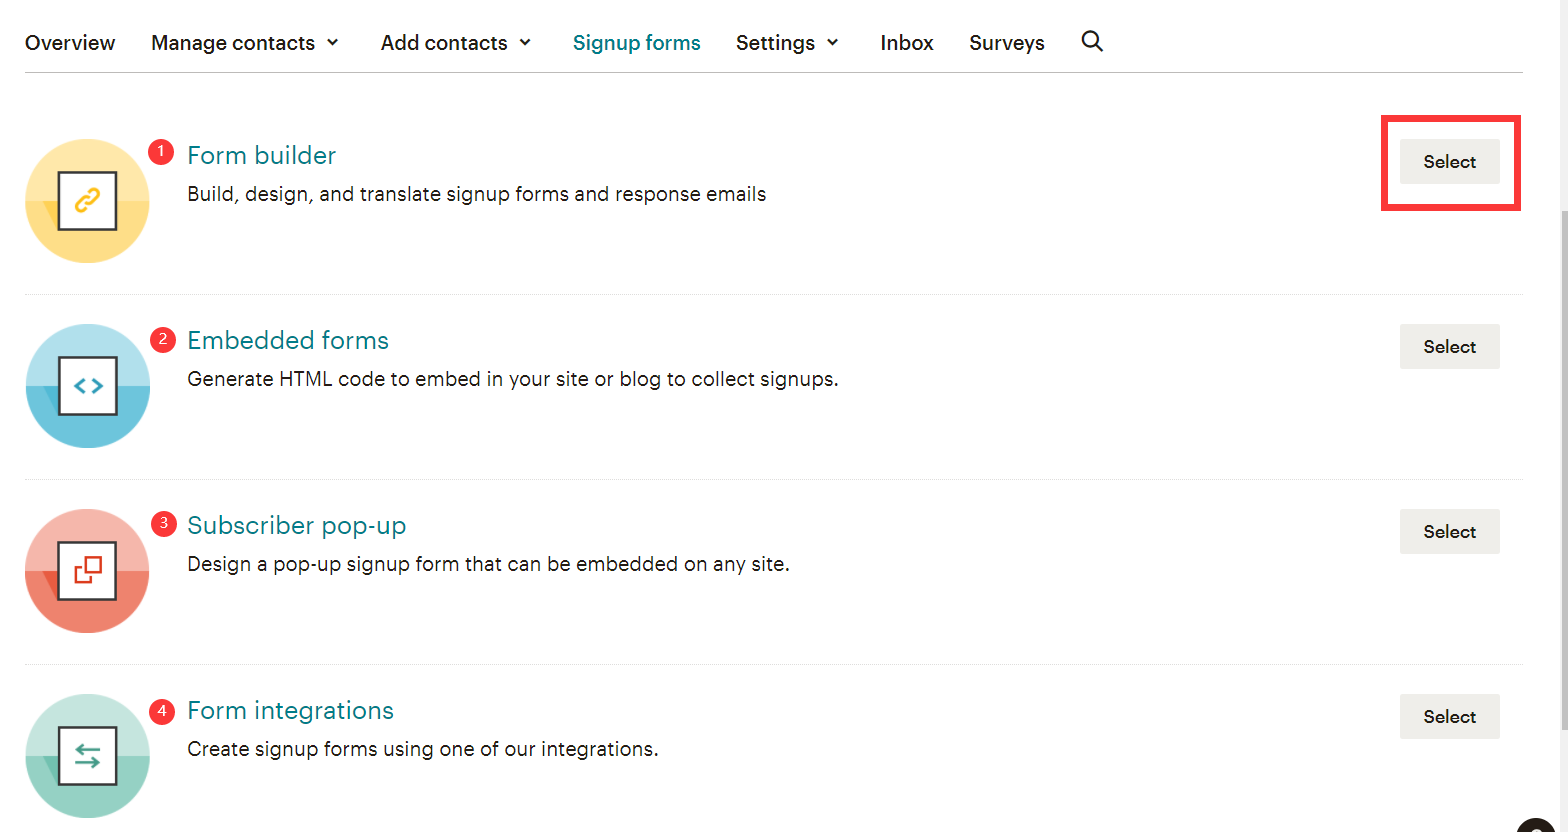 Overview Manage contacts Add contacts Signup forms Settings Inbox Surveys
1 Form builder
Select
Build, design, and translate signup forms and response emails
2 Embedded forms
Select
Generate HTML code to embed in your site or blog to collect signups.
3 Subscriber pop-up
Select
Design a pop-up signup form that can be embedded on any site.
4 Form integrations
Select
Create signup forms using one of our integrations.